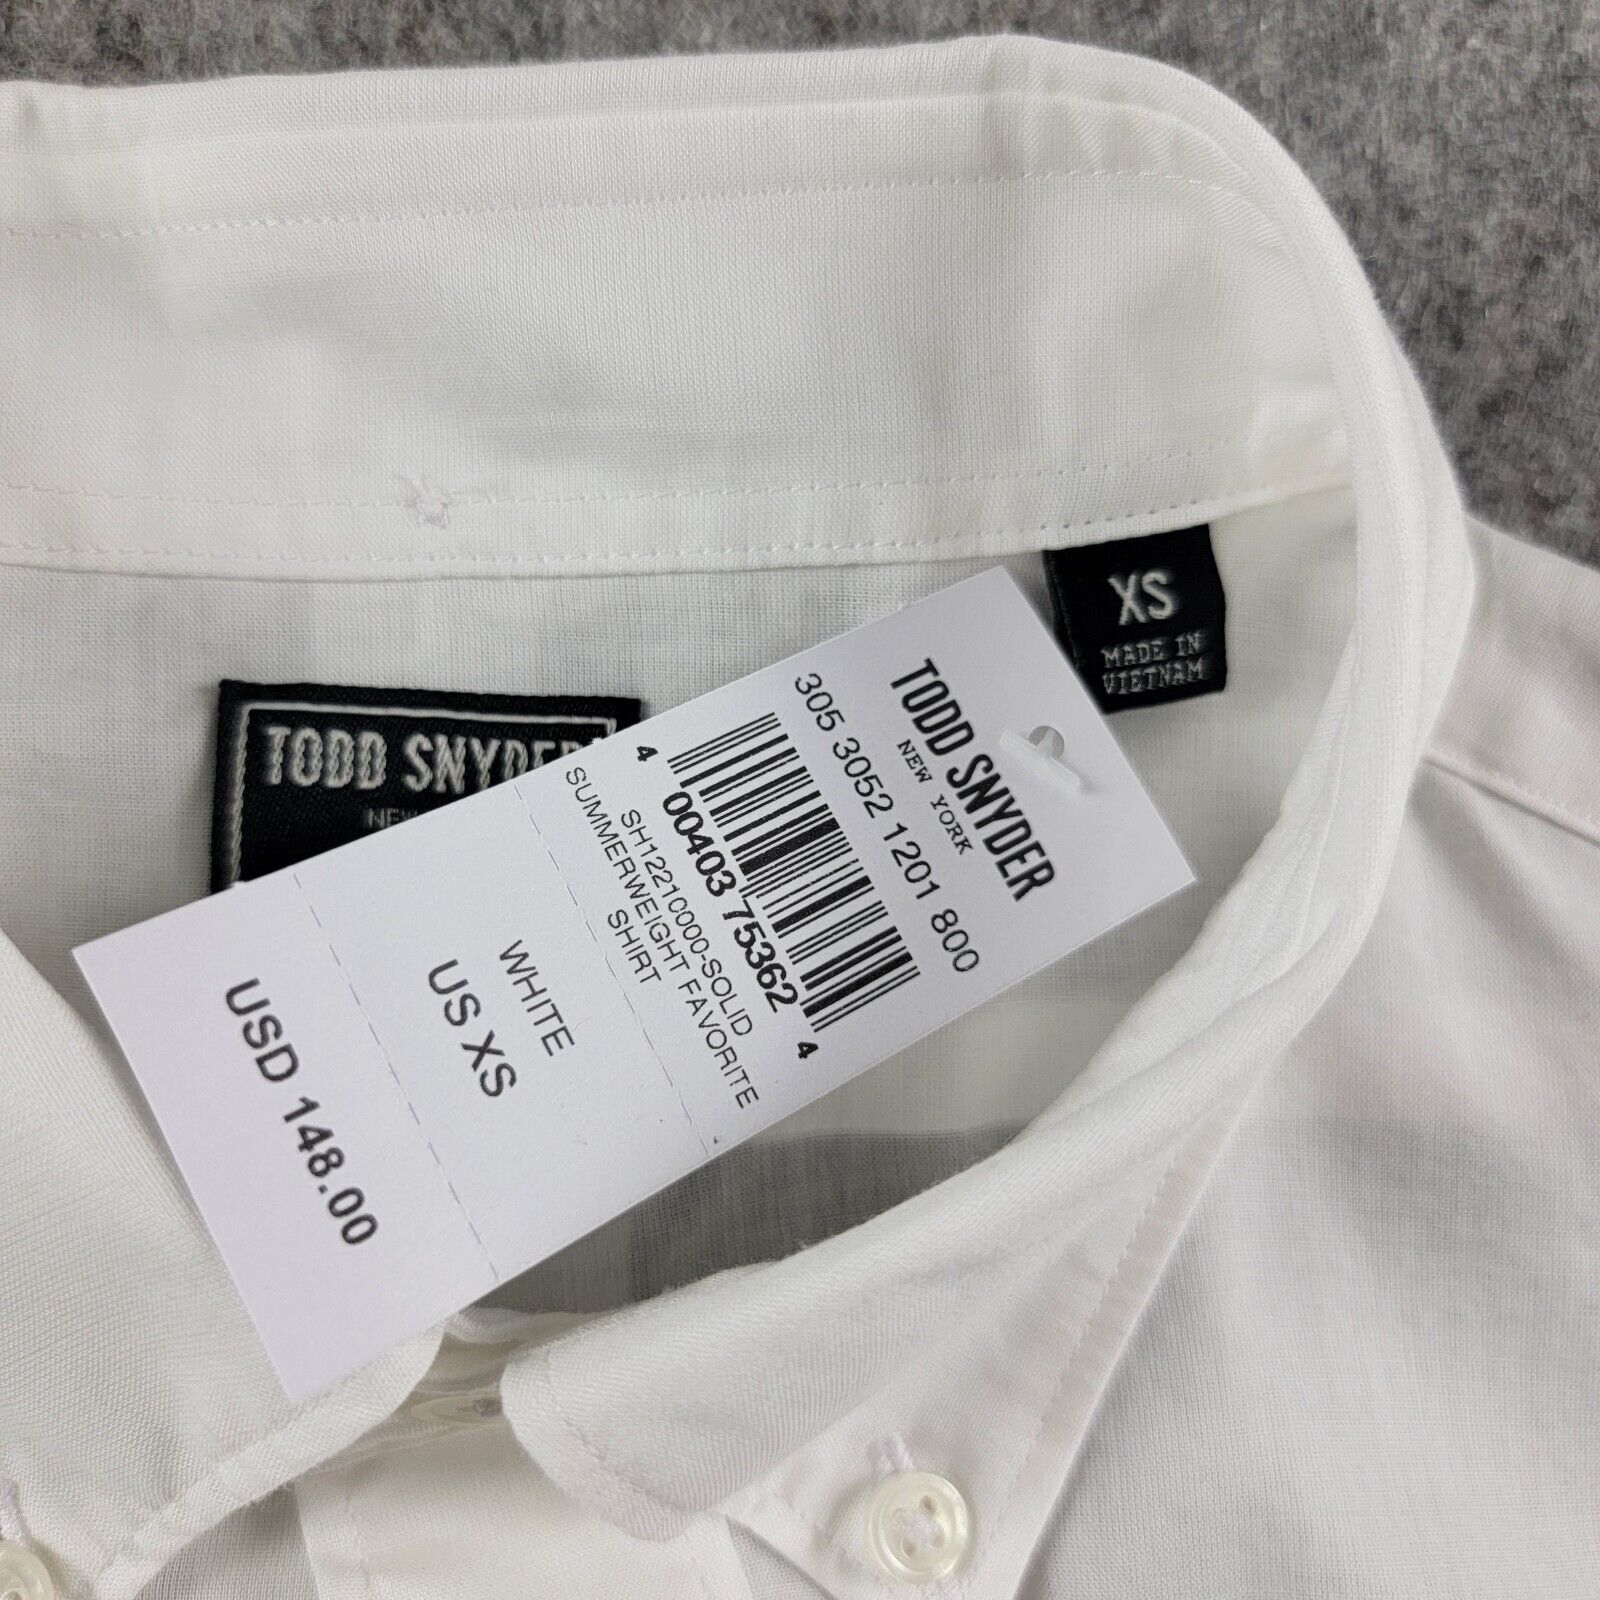 XS
MADE IN
VIETNAM
TODD SNYDER
TODD SNYDER
NEW YORK
305 3052 1201 800
4 00403 75362 4
SH12210000-SOLID
SUMMERWEIGHT FAVORITE
SHIRT
WHITE
US XS
USD 148.00